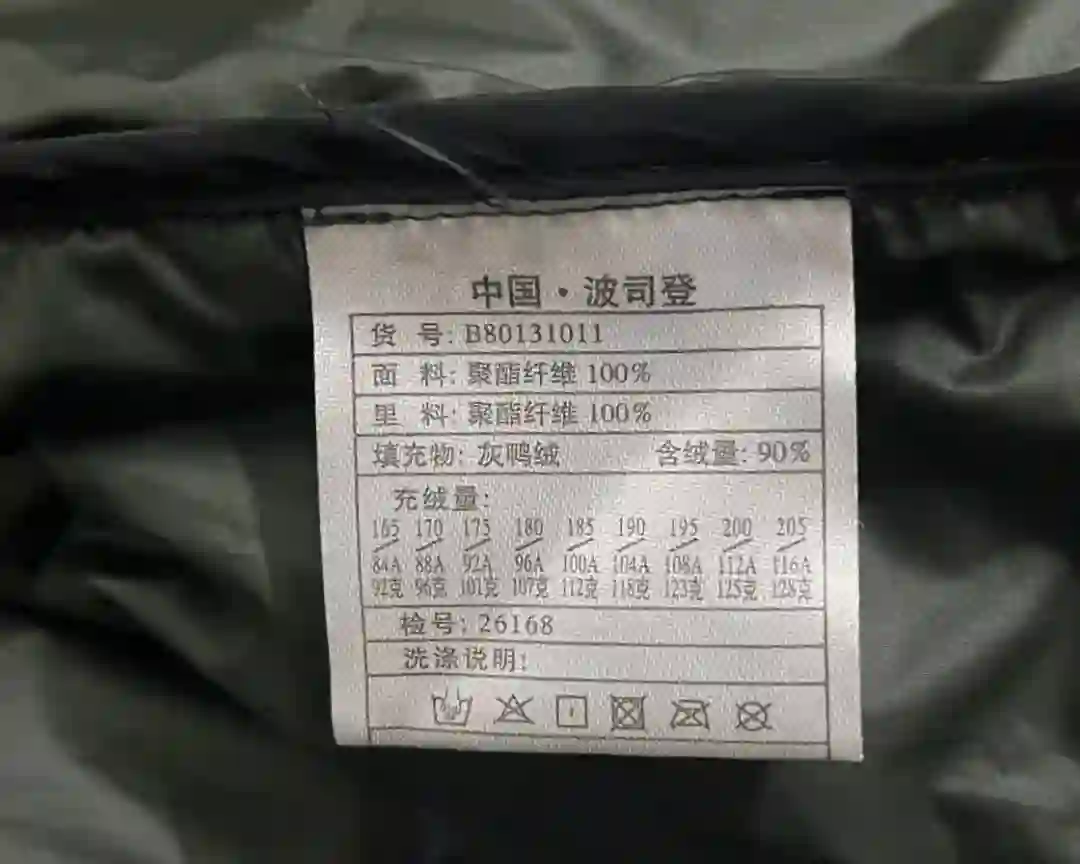 中国·波司登
货 号: B80131011
面 料: 聚酯纤维 100%
里 料: 聚酯纤维 100%
填充物: 灰鸭绒 含绒量: 90%
充绒量:
165 170 175 180 185 190 195 200 205
84A 88A 92A 96A 100A 104A 108A 112A 116A
92克 96克 101克 107克 112克 118克 123克 125克 128克
检号: 26168
洗涤说明: